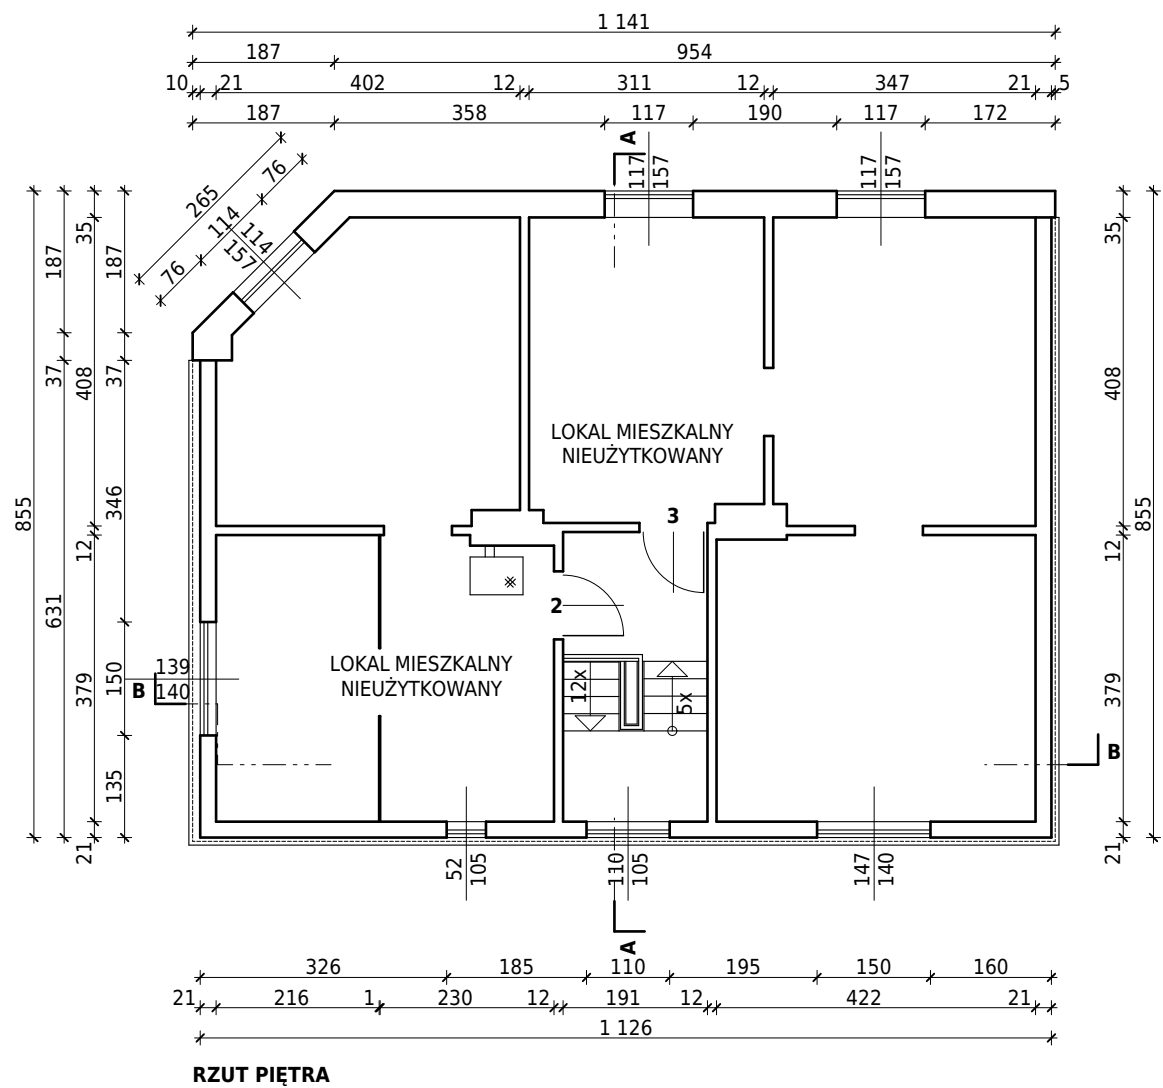 1 141
187 954
10 21 402 12 311 12 347 21 5
187 358 117 190 117 172
A
117 157
117 157
265
76 114 76
114
157
855
187 37 631
35 408 12 379 21
187 37 346 150 135
35 408 12 379 21
855
LOKAL MIESZKALNY
NIEUŻYTKOWANY
3
2
LOKAL MIESZKALNY
NIEUŻYTKOWANY
12x
5x
139
140
B
B
52 105
110 105
147 140
A
326 185 110 195 150 160
21 216 1 230 12 191 12 422 21
1 126
RZUT PIĘTRA